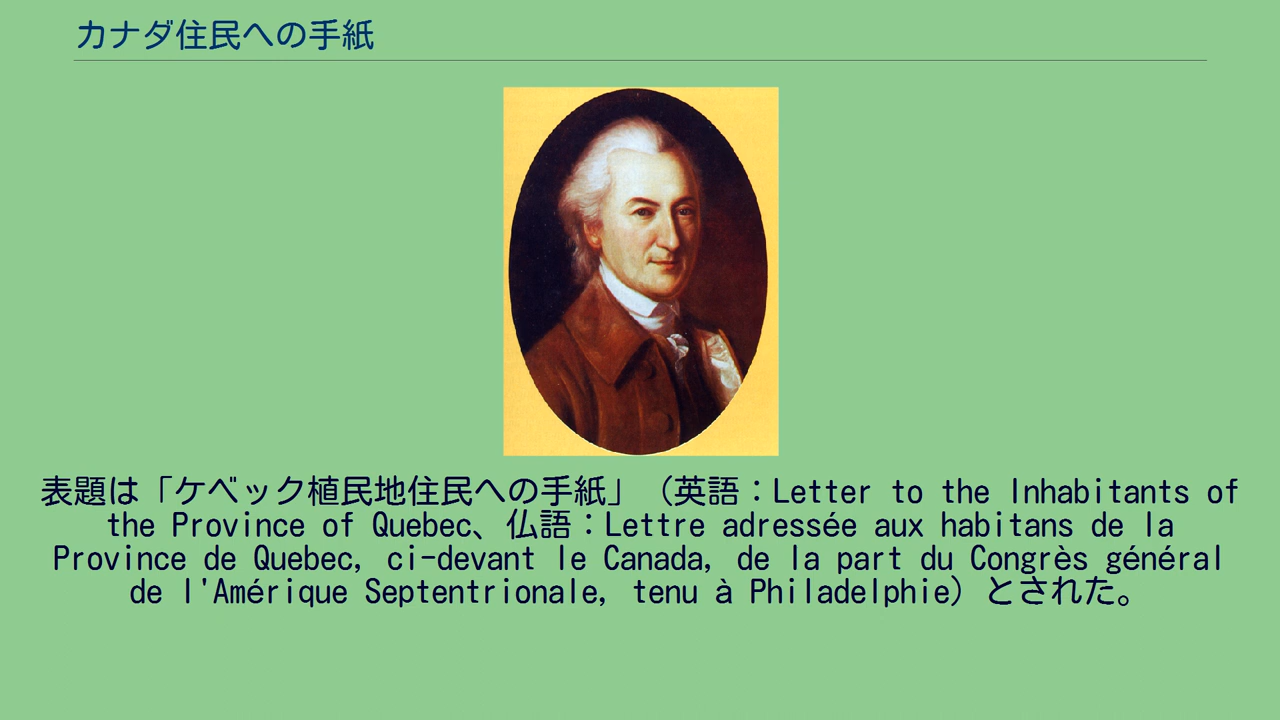 カナダ住民への手紙
表題は「ケベック植民地住民への手紙」（英語：Letter to the Inhabitants of
the Province of Quebec、仏語：Lettre adressée aux habitans de la
Province de Quebec, ci-devant le Canada, de la part du Congrès général
de l'Amérique Septentrionale, tenu à Philadelphie）とされた。